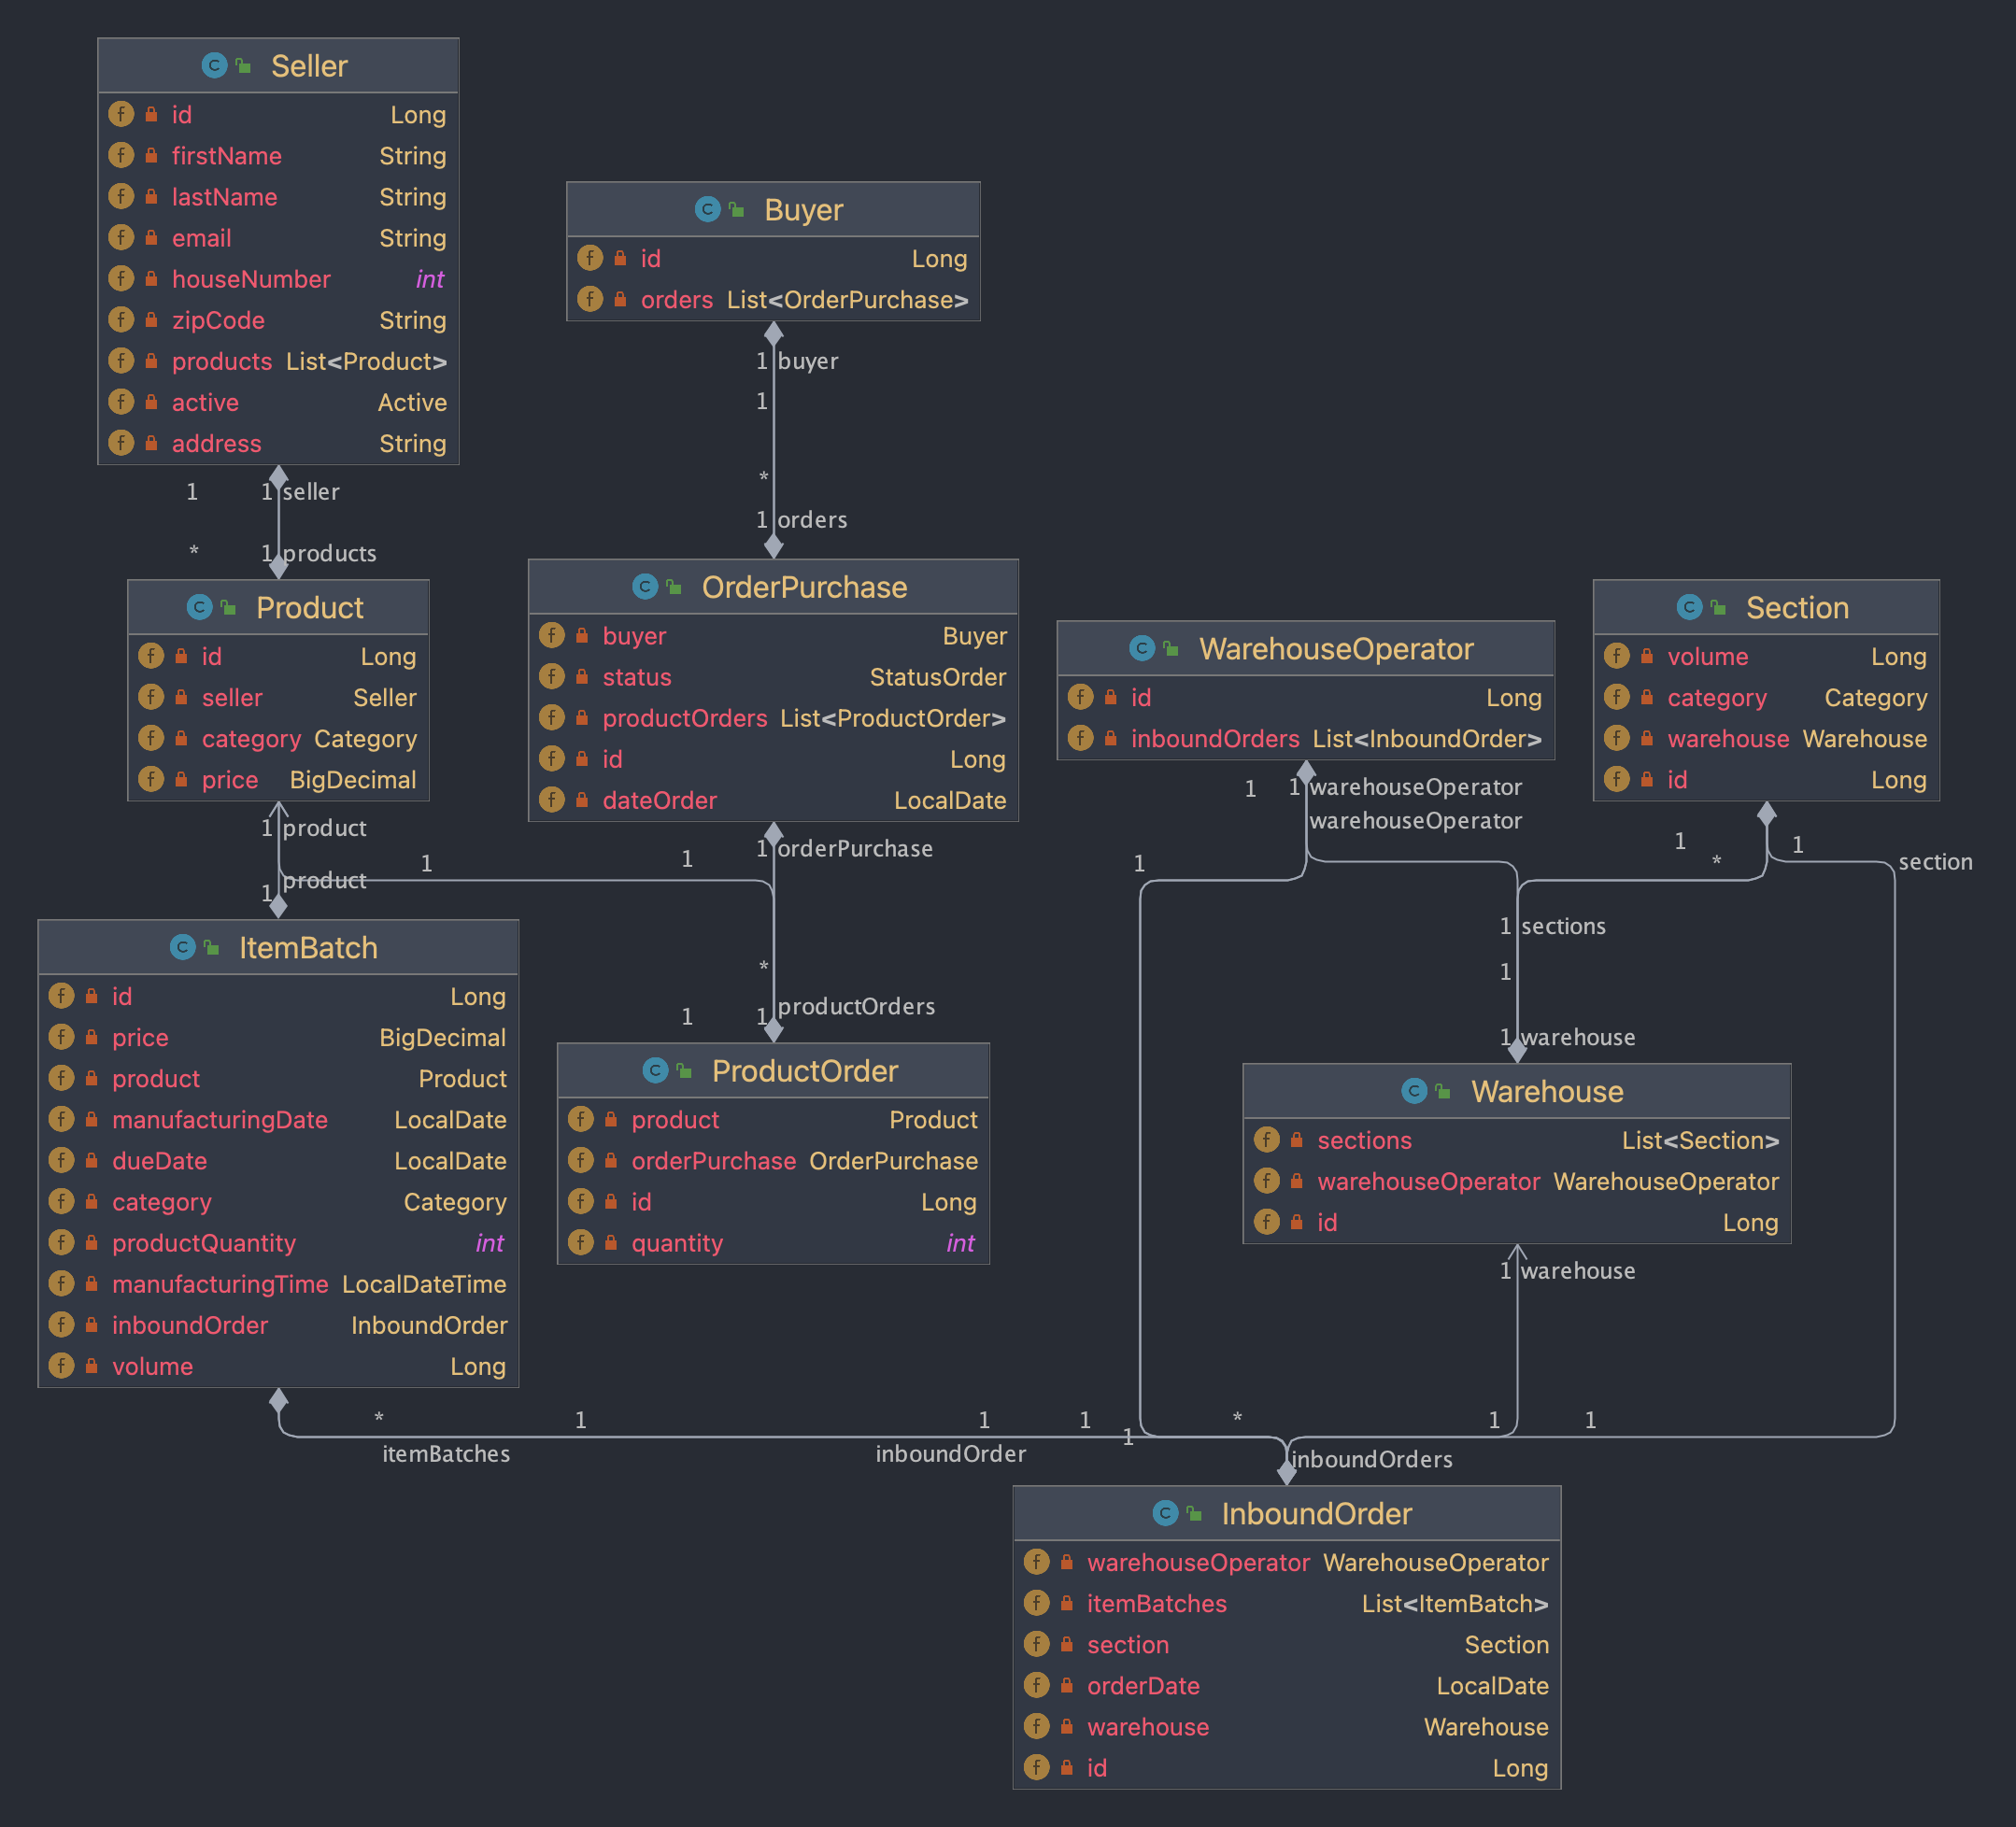 Seller
id Long
firstName String
lastName String
email String
houseNumber int
zipCode String
products List<Product>
active Active
address String
1 1 seller
* 1 products
Buyer
id Long
orders List<OrderPurchase>
1 buyer
1
*
1 orders
Product
id Long
seller Seller
category Category
price BigDecimal
1 product
1
1 product
OrderPurchase
buyer Buyer
status StatusOrder
productOrders List<ProductOrder>
id Long
dateOrder LocalDate
1 1 orderPurchase
*
1 1 productOrders
WarehouseOperator
id Long
inboundOrders List<InboundOrder>
1 1 warehouseOperator
warehouseOperator
1
Section
volume Long
category Category
warehouse Warehouse
id Long
1 * 1
section
1 sections
1
1 warehouse
ItemBatch
id Long
price BigDecimal
product Product
manufacturingDate LocalDate
dueDate LocalDate
category Category
productQuantity int
manufacturingTime LocalDateTime
inboundOrder InboundOrder
volume Long
ProductOrder
product Product
orderPurchase OrderPurchase
id Long
quantity int
Warehouse
sections List<Section>
warehouseOperator WarehouseOperator
id Long
1 warehouse
* 1 1 1 * 1 1
1
itemBatches inboundOrder inboundOrders
InboundOrder
warehouseOperator WarehouseOperator
itemBatches List<ItemBatch>
section Section
orderDate LocalDate
warehouse Warehouse
id Long